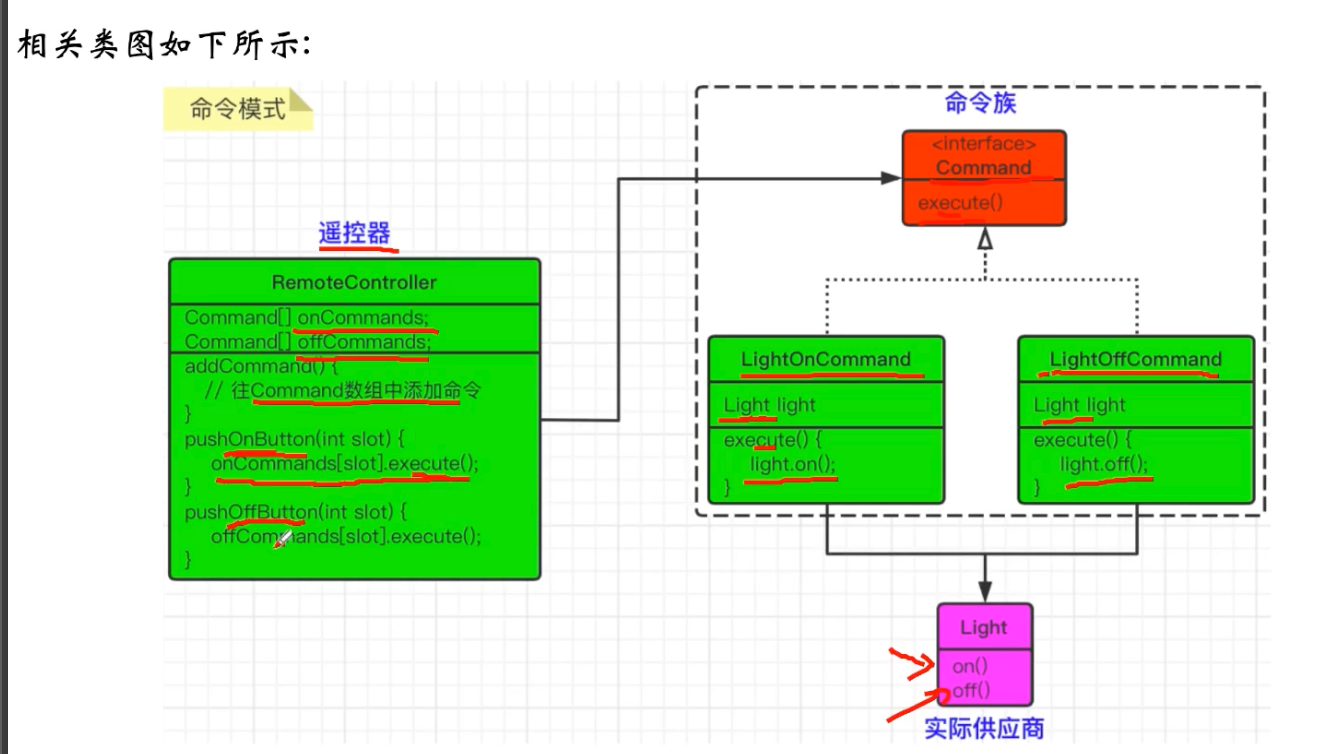 相关类图如下所示:
命令模式
命令族
<interface>
Command
execute()
遥控器
RemoteController
Command[] onCommands;
Command[] offCommands;
addCommand() {
// 往Command数组中添加命令
}
pushOnButton(int slot) {
onCommands[slot].execute();
}
pushOffButton(int slot) {
offCommands[slot].execute();
}
LightOnCommand
Light light
execute() {
light.on();
}
LightOffCommand
Light light
execute() {
light.off();
}
Light
on()
off()
实际供应商